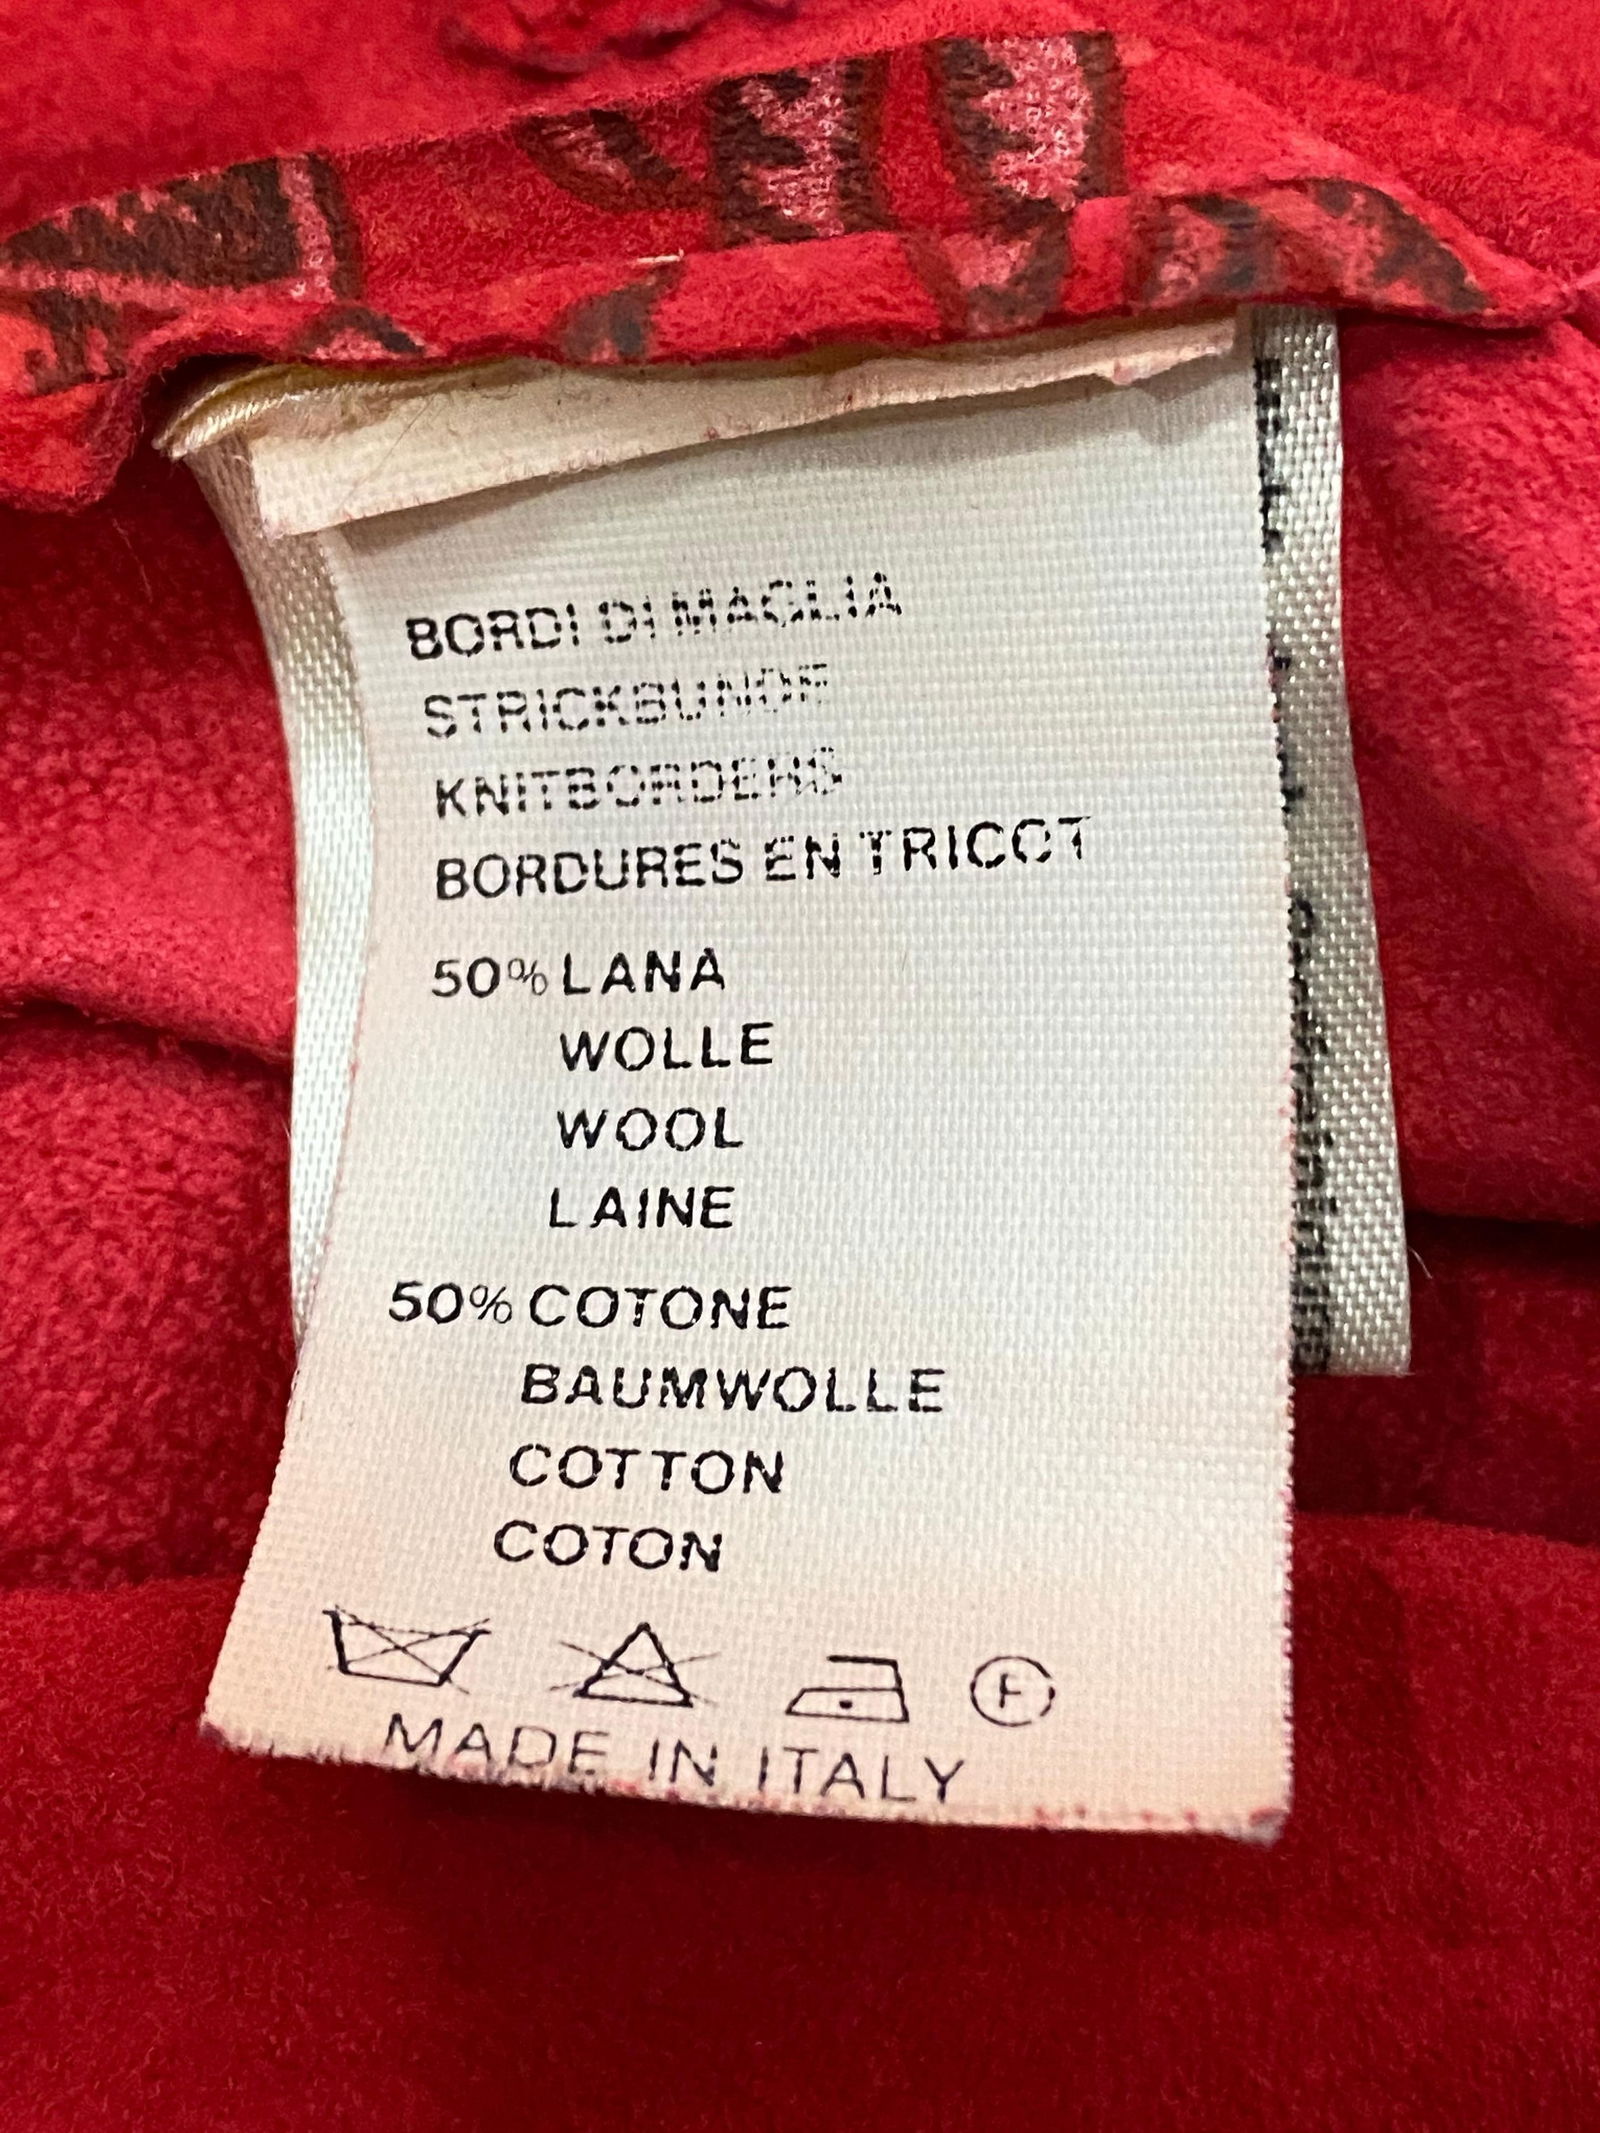 BORDI DI MAGLIA
STRICKBUNDE
KNITBORDERS
BORDURES EN TRICOT
50% LANA
WOLLE
WOOL
LAINE
50% COTONE
BAUMWOLLE
COTTON
COTON
F
MADE IN ITALY